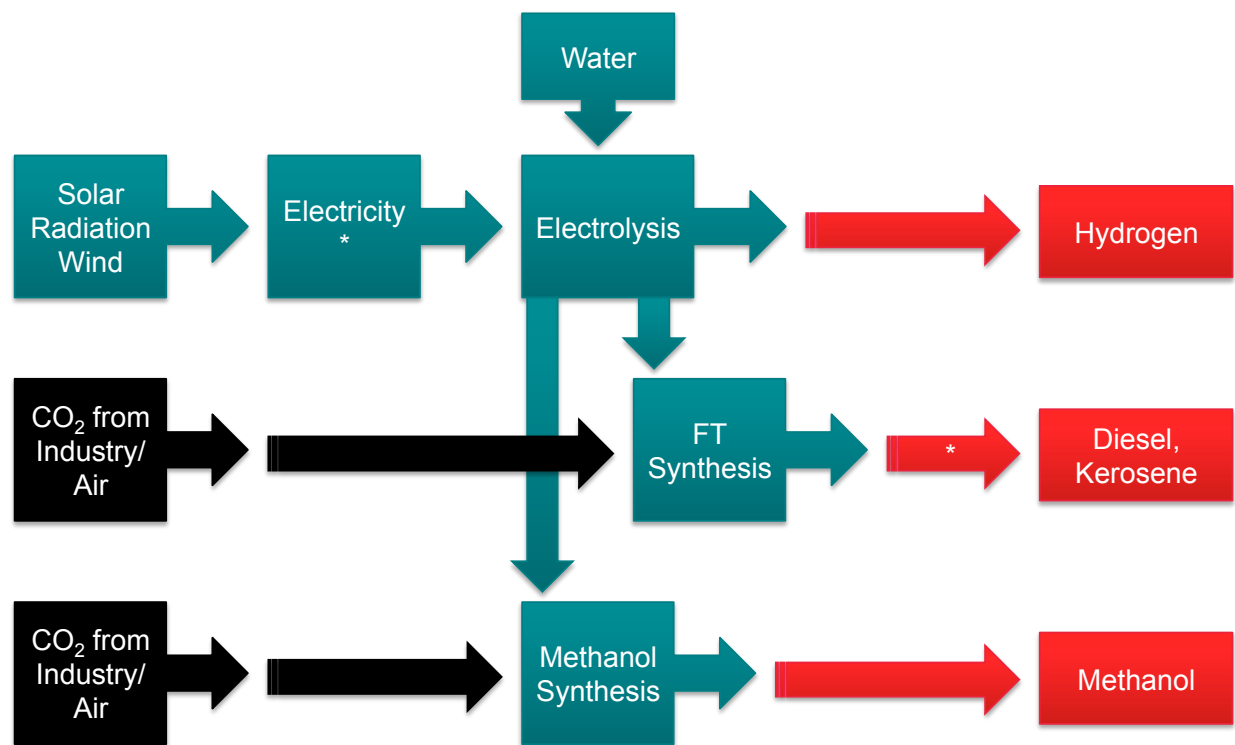 Water
Solar
Radiation
Wind
Electricity
*
Electrolysis
Hydrogen
CO₂ from
Industry/
Air
FT
Synthesis
*
Diesel,
Kerosene
CO₂ from
Industry/
Air
Methanol
Synthesis
Methanol